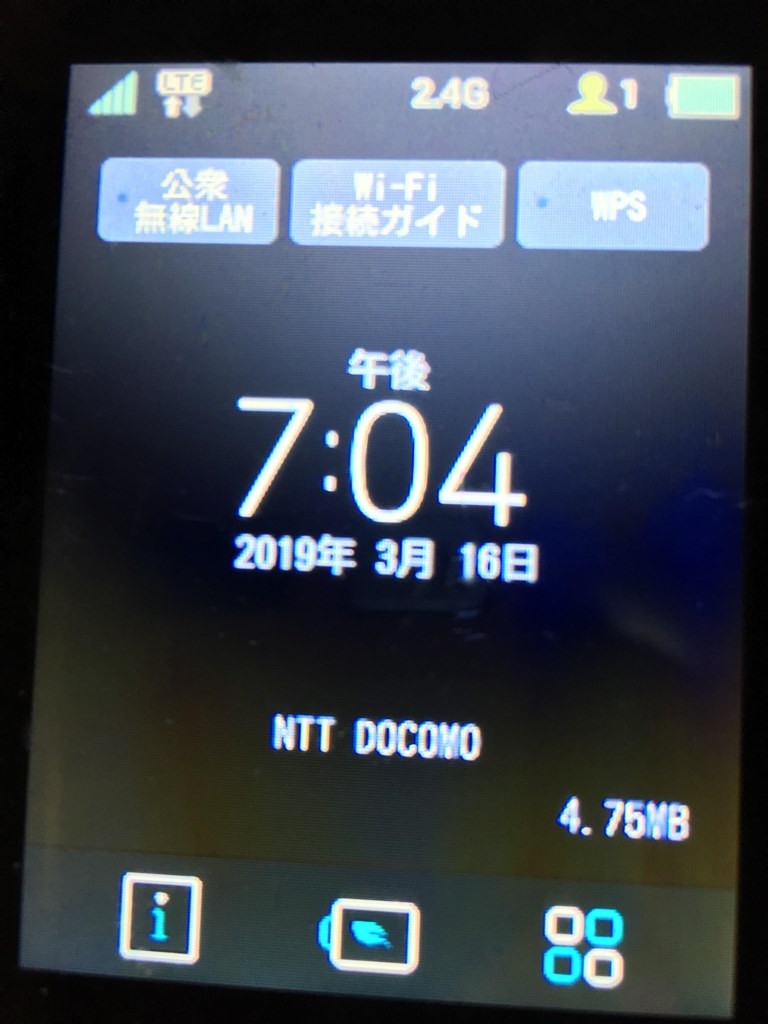 LTE
2.4G
1
公衆
無線LAN
Wi-Fi
接続ガイド
WPS
午後
7:04
2019年 3月 16日
NTT DOCOMO
4.75MB
i